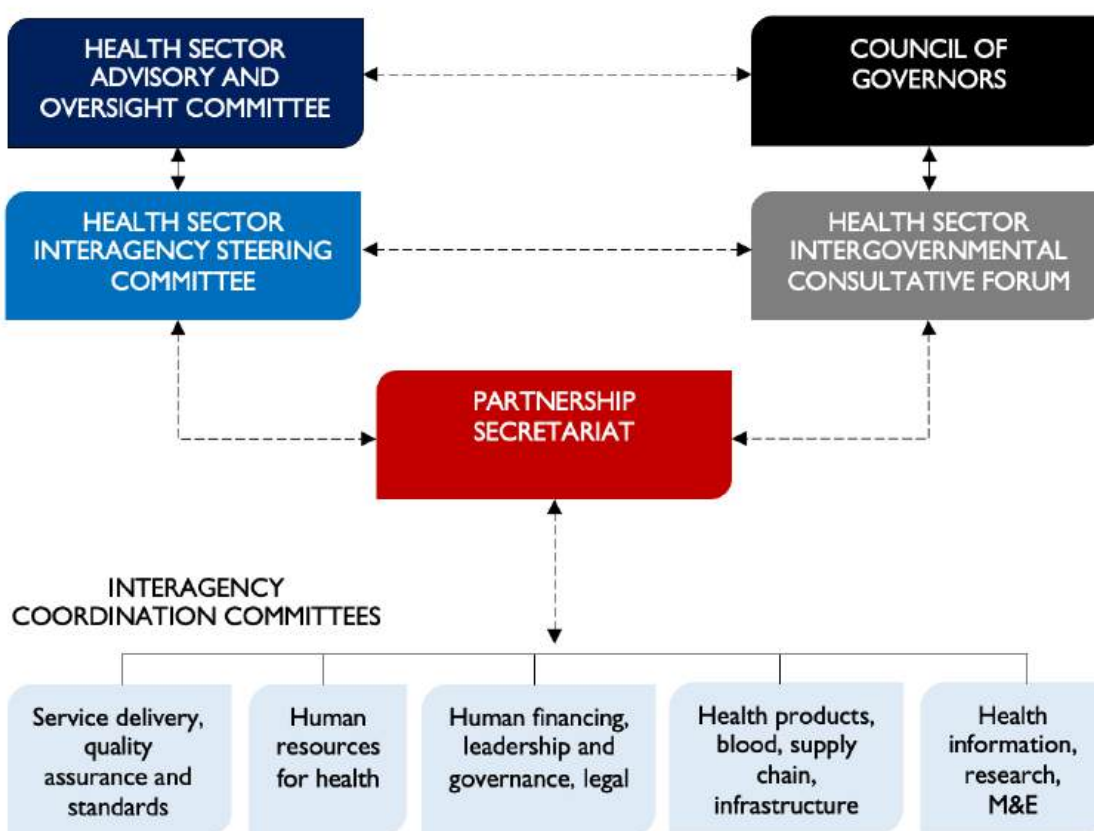 HEALTH SECTOR
ADVISORY AND
OVERSIGHT COMMITTEE
COUNCIL OF
GOVERNORS
HEALTH SECTOR
INTERAGENCY STEERING
COMMITTEE
HEALTH SECTOR
INTERGOVERNMENTAL
CONSULTATIVE FORUM
PARTNERSHIP
SECRETARIAT
INTERAGENCY
COORDINATION COMMITTEES
Service delivery,
quality
assurance and
standards
Human
resources
for health
Human financing,
leadership and
governance, legal
Health products,
blood, supply
chain,
infrastructure
Health
information,
research,
M&E